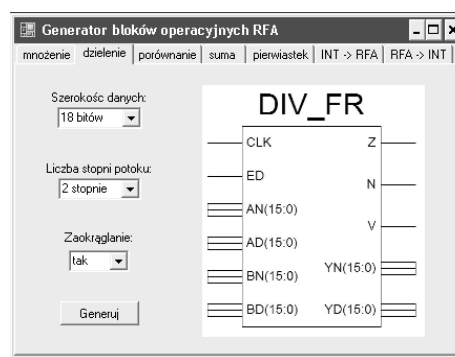 Generator bloków operacyjnych RFA
mnożenie dzielenie porównanie suma pierwiastek INT -> RFA RFA -> INT
Szerokośc danych:
18 bitów
Liczba stopni potoku:
2 stopnie
Zaokrąglanie:
tak
Generuj
DIV_FR
CLK Z
ED N
AN(15:0) V
AD(15:0)
BN(15:0) YN(15:0)
BD(15:0) YD(15:0)